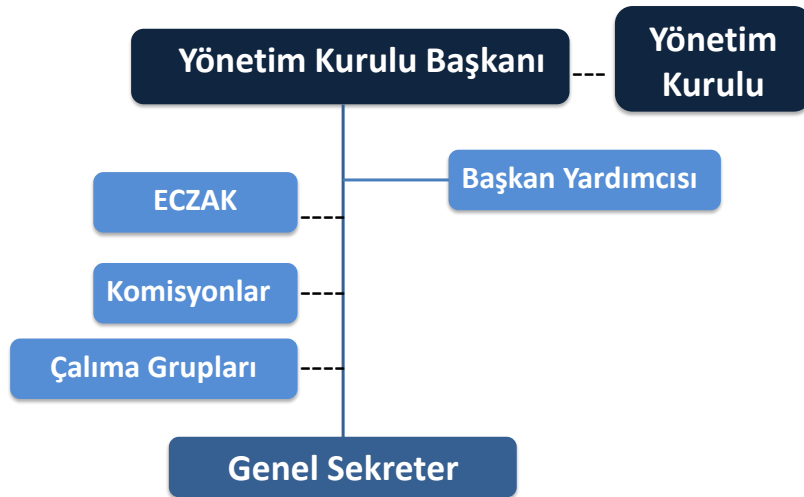 Yönetim Kurulu Başkanı
Yönetim
Kurulu
Başkan Yardımcısı
ECZAK
Komisyonlar
Çalıma Grupları
Genel Sekreter